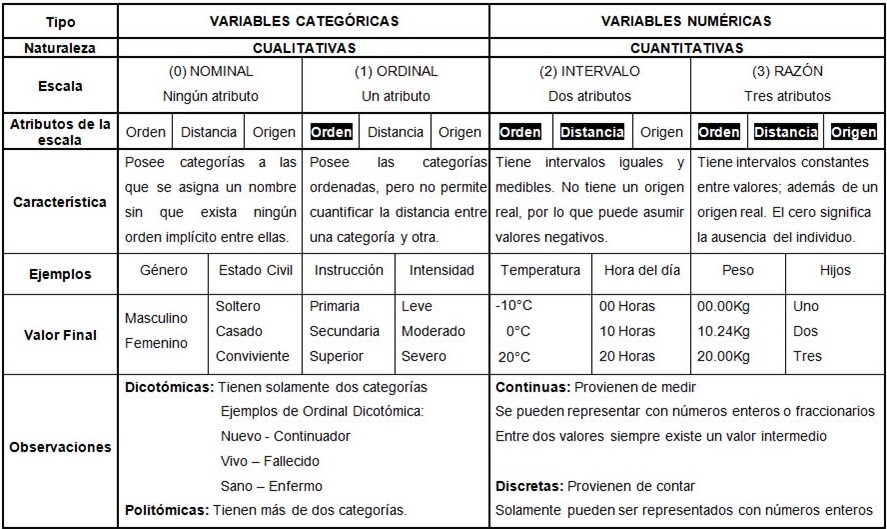 Tipo VARIABLES CATEGÓRICAS VARIABLES NUMÉRICAS
Naturaleza CUALITATIVAS CUANTITATIVAS
Escala
(0) NOMINAL
Ningún atributo
(1) ORDINAL
Un atributo
(2) INTERVALO
Dos atributos
(3) RAZÓN
Tres atributos
Atributos de la
escala
Orden Distancia Origen Orden Distancia Origen Orden Distancia Origen Orden Distancia Origen
Característica
Posee categorías a las
que se asigna un nombre
sin que exista ningún
orden implícito entre ellas.
Posee las categorías
ordenadas, pero no permite
cuantificar la distancia entre
una categoría y otra.
Tiene intervalos iguales y
medibles. No tiene un origen
real, por lo que puede asumir
valores negativos.
Tiene intervalos constantes
entre valores; además de un
origen real. El cero significa
la ausencia del individuo.
Ejemplos Género Estado Civil Instrucción Intensidad Temperatura Hora del día Peso Hijos
Valor Final
Masculino
Femenino
Soltero
Casado
Conviviente
Primaria
Secundaria
Superior
Leve
Moderado
Severo
-10°C
0°C
20°C
00 Horas
10 Horas
20 Horas
00.00Kg
10.24Kg
20.00Kg
Uno
Dos
Tres
Observaciones
Dicotómicas: Tienen solamente dos categorías
Ejemplos de Ordinal Dicotómica:
Nuevo - Continuador
Vivo – Fallecido
Sano – Enfermo
Politómicas: Tienen más de dos categorías.
Continuas: Provienen de medir
Se pueden representar con números enteros o fraccionarios
Entre dos valores siempre existe un valor intermedio
Discretas: Provienen de contar
Solamente pueden ser representados con números enteros